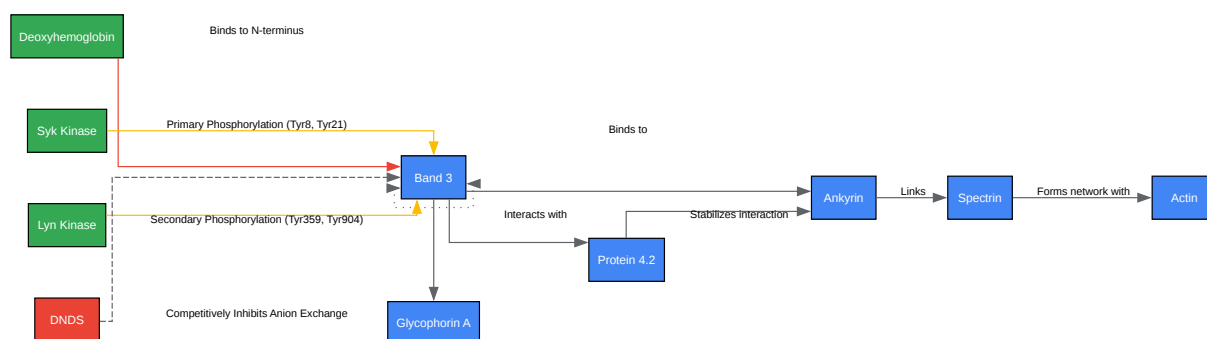 Binds to N-terminus
Deoxyhemoglobin
Primary Phosphorylation (Tyr8, Tyr21)
Syk Kinase
Binds to
Band 3
Ankyrin
Links
Spectrin
Forms network with
Actin
Interacts with
Stabilizes interaction
Secondary Phosphorylation (Tyr359, Tyr904)
Lyn Kinase
Protein 4.2
DNDS
Competitively Inhibits Anion Exchange
Glycophorin A